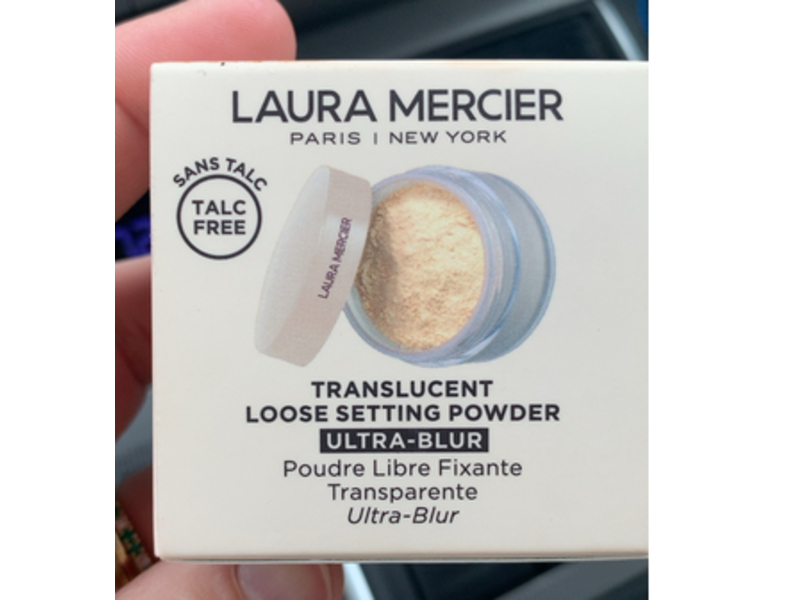 LAURA MERCIER
PARIS | NEW YORK
SANS TALC
TALC
FREE
LAURA MERCIER
TRANSLUCENT
LOOSE SETTING POWDER
ULTRA-BLUR
Poudre Libre Fixante
Transparente
Ultra-Blur